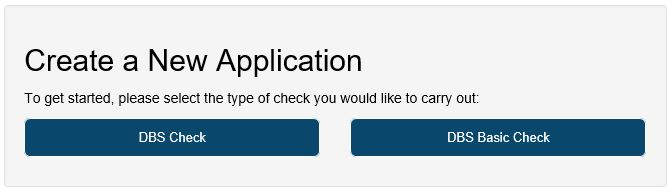 Create a New Application
To get started, please select the type of check you would like to carry out:
DBS Check
DBS Basic Check